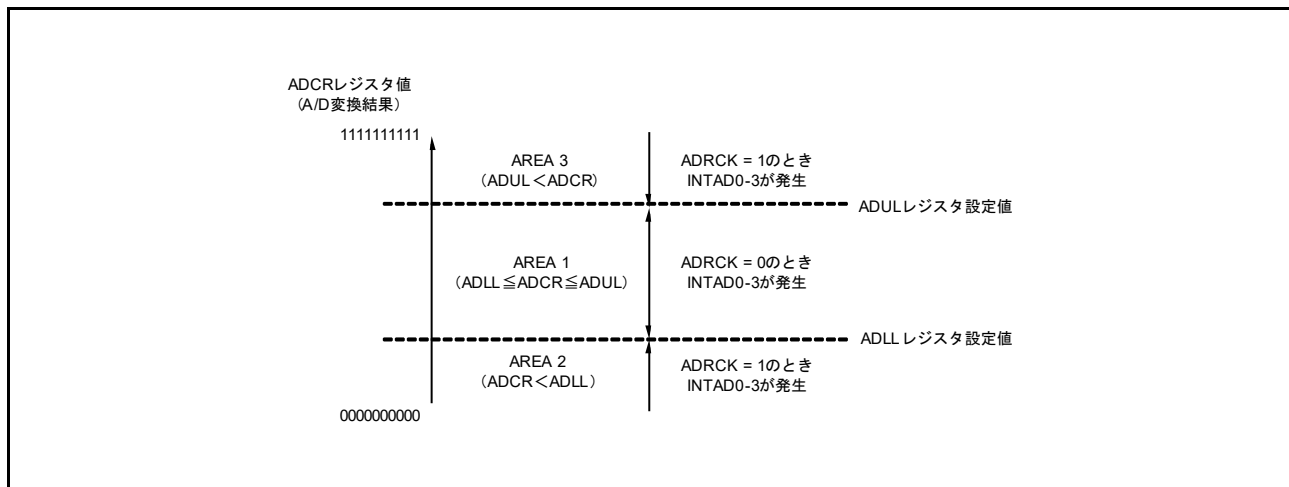 ADCRレジスタ値
(A/D変換結果)
1111111111
AREA 3
(ADUL＜ADCR)
ADRCK = 1のとき
INTAD0-3が発生
ADULレジスタ設定値
AREA 1
(ADLL≦ADCR≦ADUL)
ADRCK = 0のとき
INTAD0-3が発生
ADLLレジスタ設定値
AREA 2
(ADCR＜ADLL)
ADRCK = 1のとき
INTAD0-3が発生
0000000000